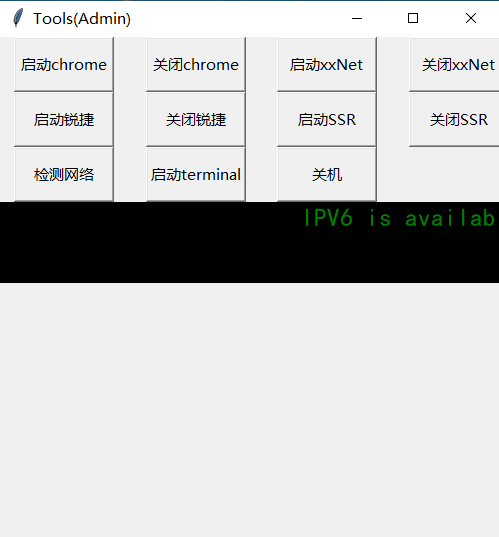 Tools(Admin)
启动chrome 关闭chrome 启动xxNet 关闭xxNet
启动锐捷 关闭锐捷 启动SSR 关闭SSR
检测网络 启动terminal 关机
IPV6 is availab